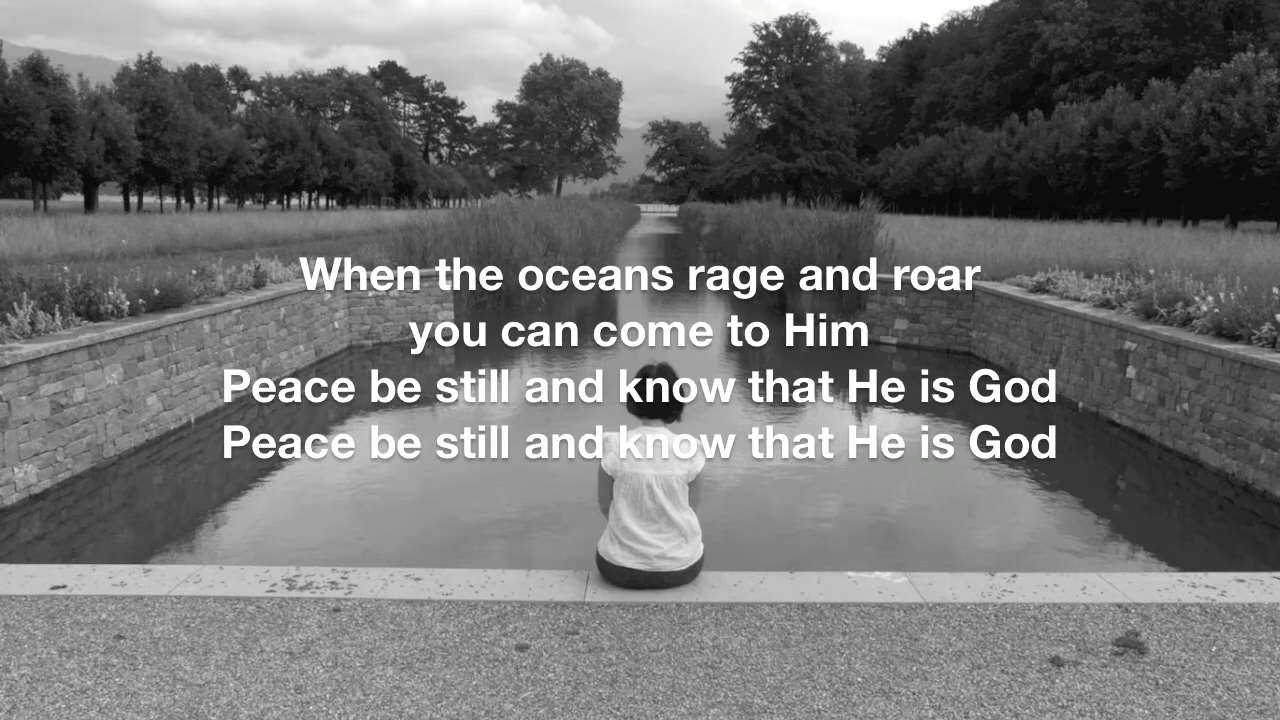 When the oceans rage and roar
you can come to Him
Peace be still and know that He is God
Peace be still and know that He is God